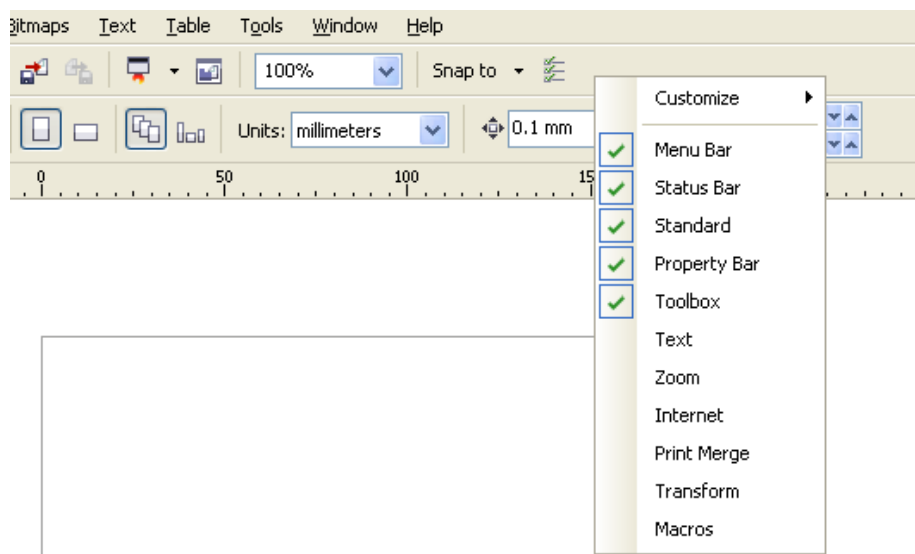 Bitmaps Text Table Tools Window Help
100% Snap to
Customize
Units: millimeters 0.1 mm
Menu Bar
0 50 100 15
Status Bar
Standard
Property Bar
Toolbox
Text
Zoom
Internet
Print Merge
Transform
Macros